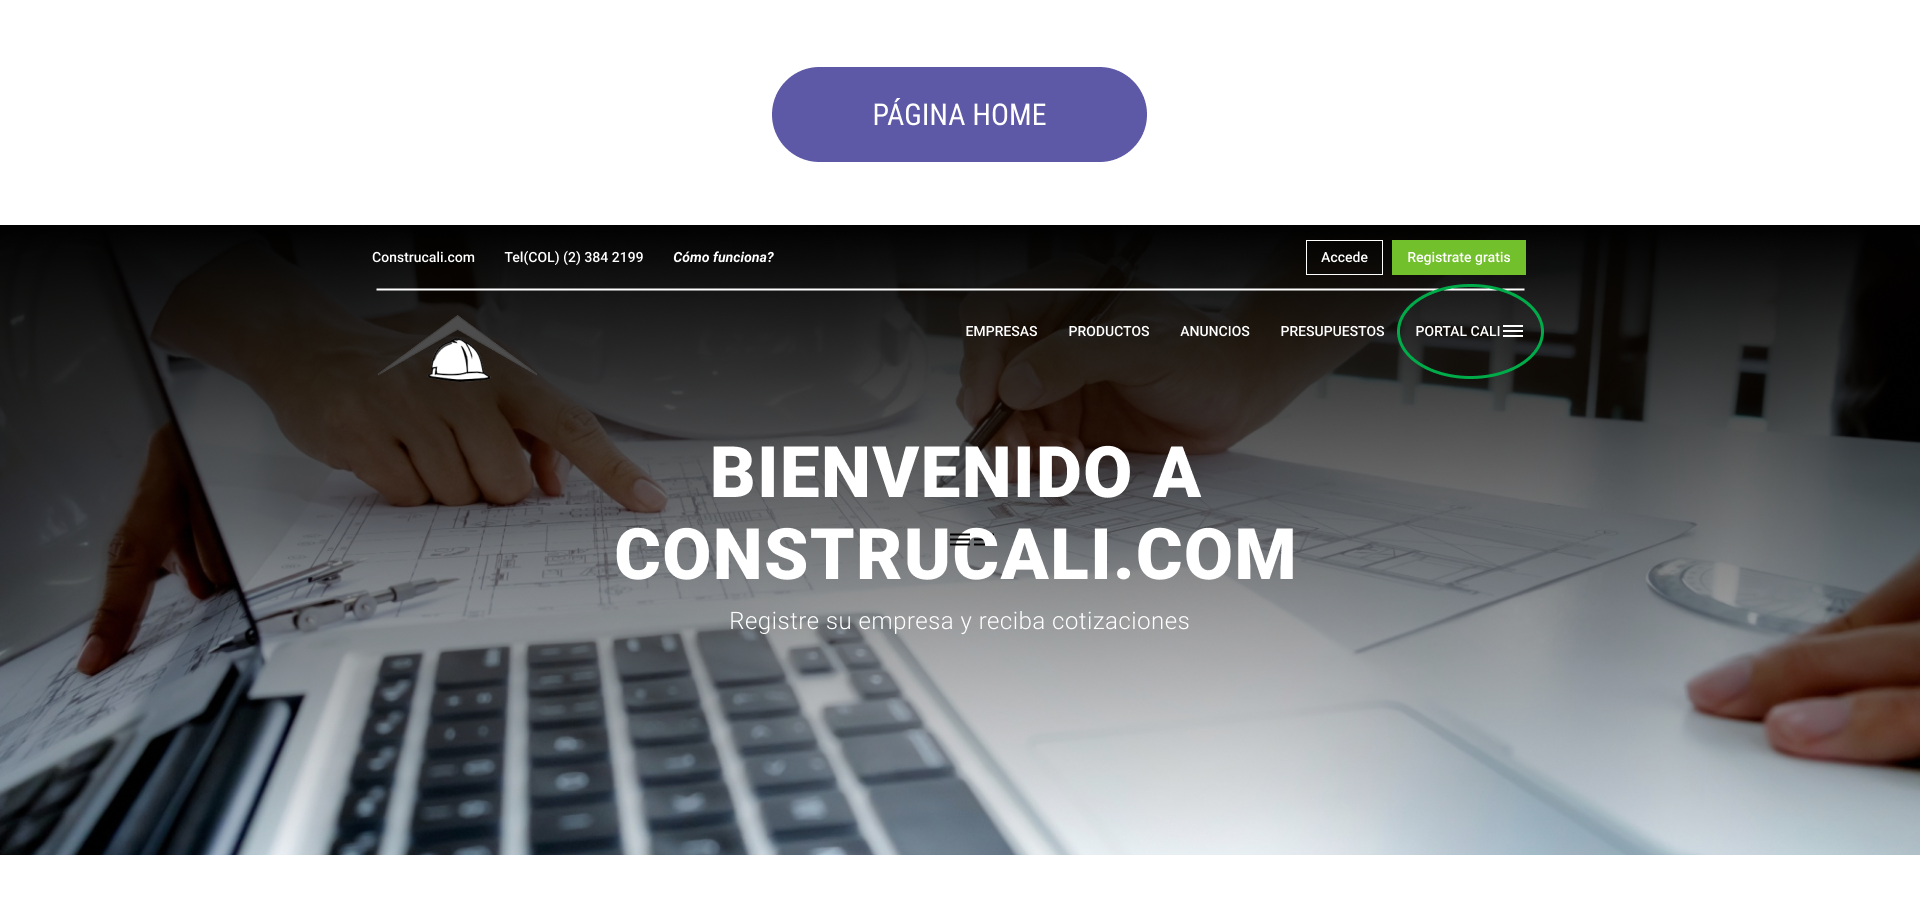 PÁGINA HOME
Construcali.com Tel(COL) (2) 384 2199 Cómo funciona? Accede Registrate gratis
EMPRESAS PRODUCTOS ANUNCIOS PRESUPUESTOS PORTAL CALI
BIENVENIDO A
CONSTRUCALI.COM
Registre su empresa y reciba cotizaciones